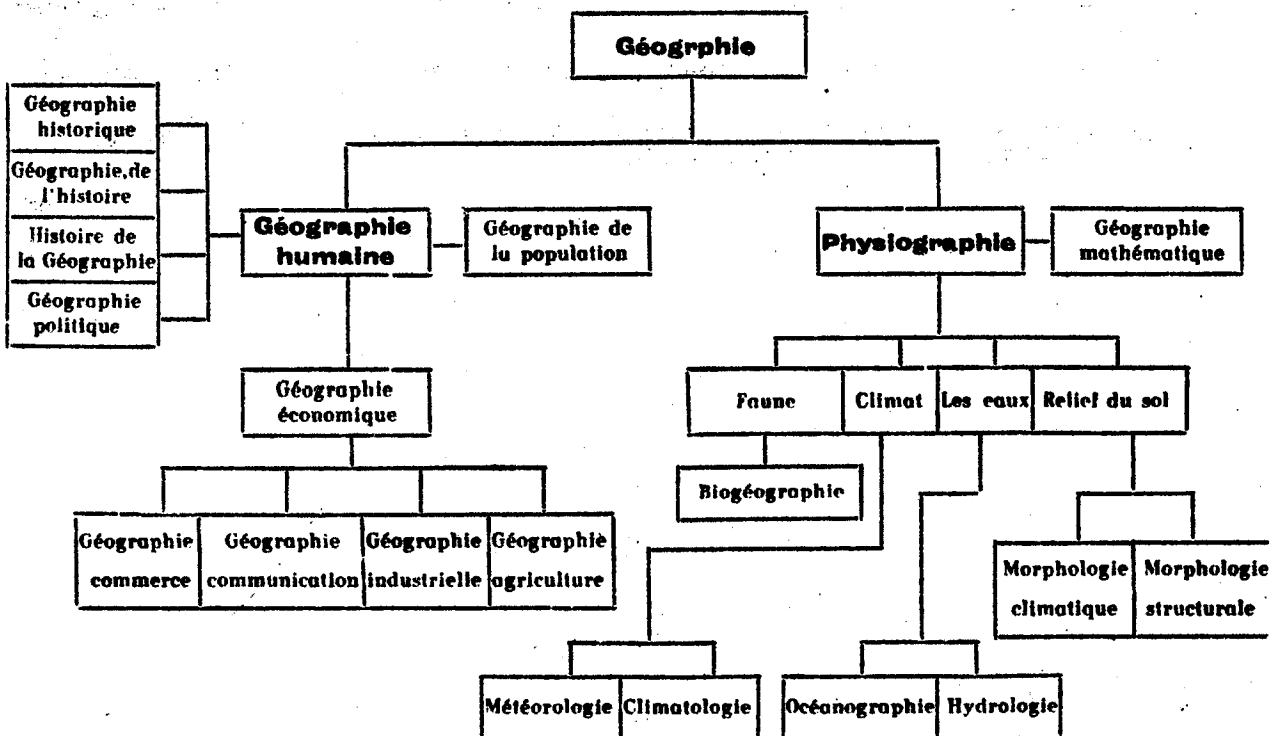 Géogrphie
Géographie
historique
Géographie.de
l'histoire
Histoire de
la Géographie
Géographie
politique
Géographie
humaine
Géographie de
lu population
Physiographie
Géographie
mathématique
Géographie
économique
Faune
Climat
Les eaux
Relief du sol
Biogéographie
Géographie
commerce
Géographie
communication
Géographie
industrielle
Géographie
agriculture
Morphologie
climatique
Morphologie
structurale
Météorologie
Climatologie
Océanographie
Hydrologie